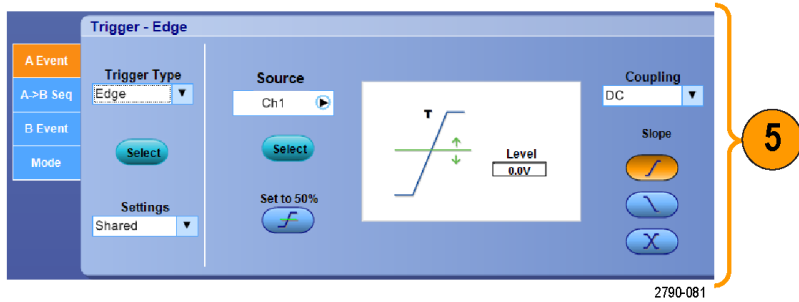 Trigger - Edge
A Event
A->B Seq
B Event
Mode
Trigger Type
Edge
Select
Settings
Shared
Source
Ch1
Select
Set to 50%
T
Level
0.0V
Coupling
DC
Slope
5
2790-081